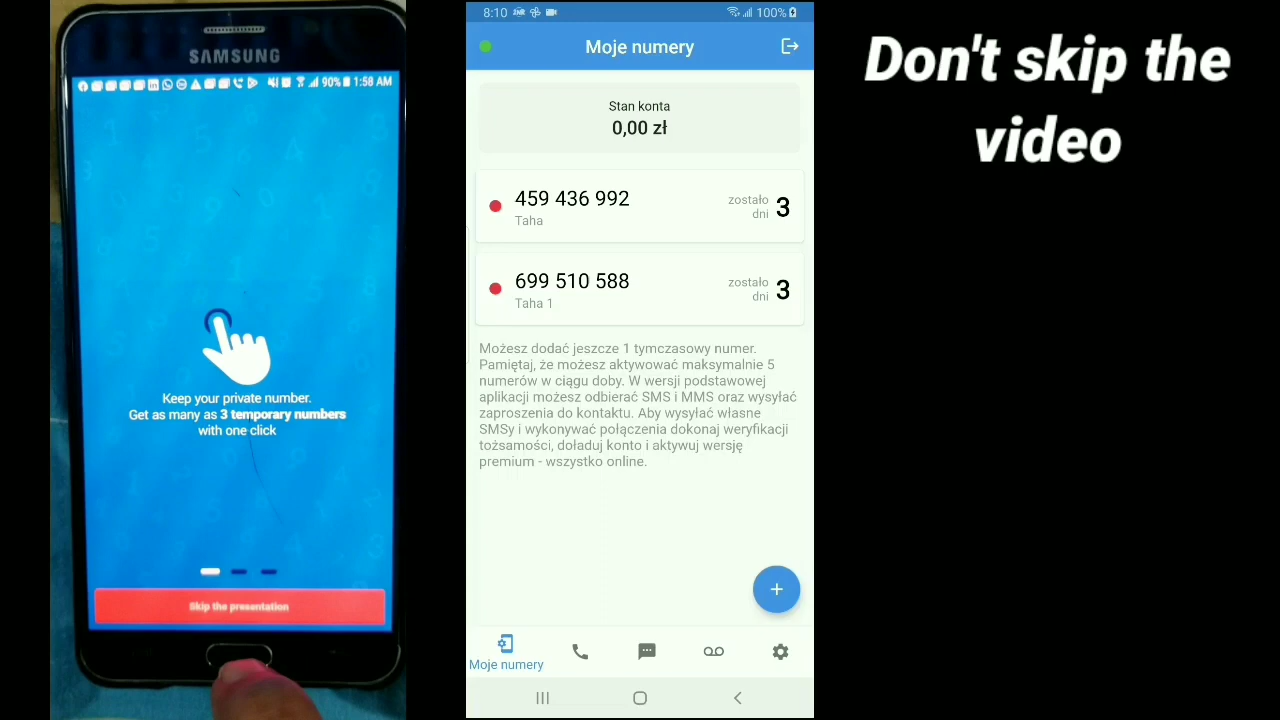 SAMSUNG
90% 1:58 AM
Keep your private number.
Get as many as 3 temporary numbers
with one click
Skip the presentation
8:10
100%
Moje numery
Stan konta
0,00 zł
459 436 992
Taha
zostało
dni
3
699 510 588
Taha 1
zostało
dni
3
Możesz dodać jeszcze 1 tymczasowy numer.
Pamiętaj, że możesz aktywować maksymalnie 5
numerów w ciągu doby. W wersji podstawowej
aplikacji możesz odbierać SMS i MMS oraz wysyłać
zaproszenia do kontaktu. Aby wysyłać własne
SMSy i wykonywać połączenia dokonaj weryfikacji
tożsamości, doładuj konto i aktywuj wersję
premium - wszystko online.
Moje numery
Don't skip the
video